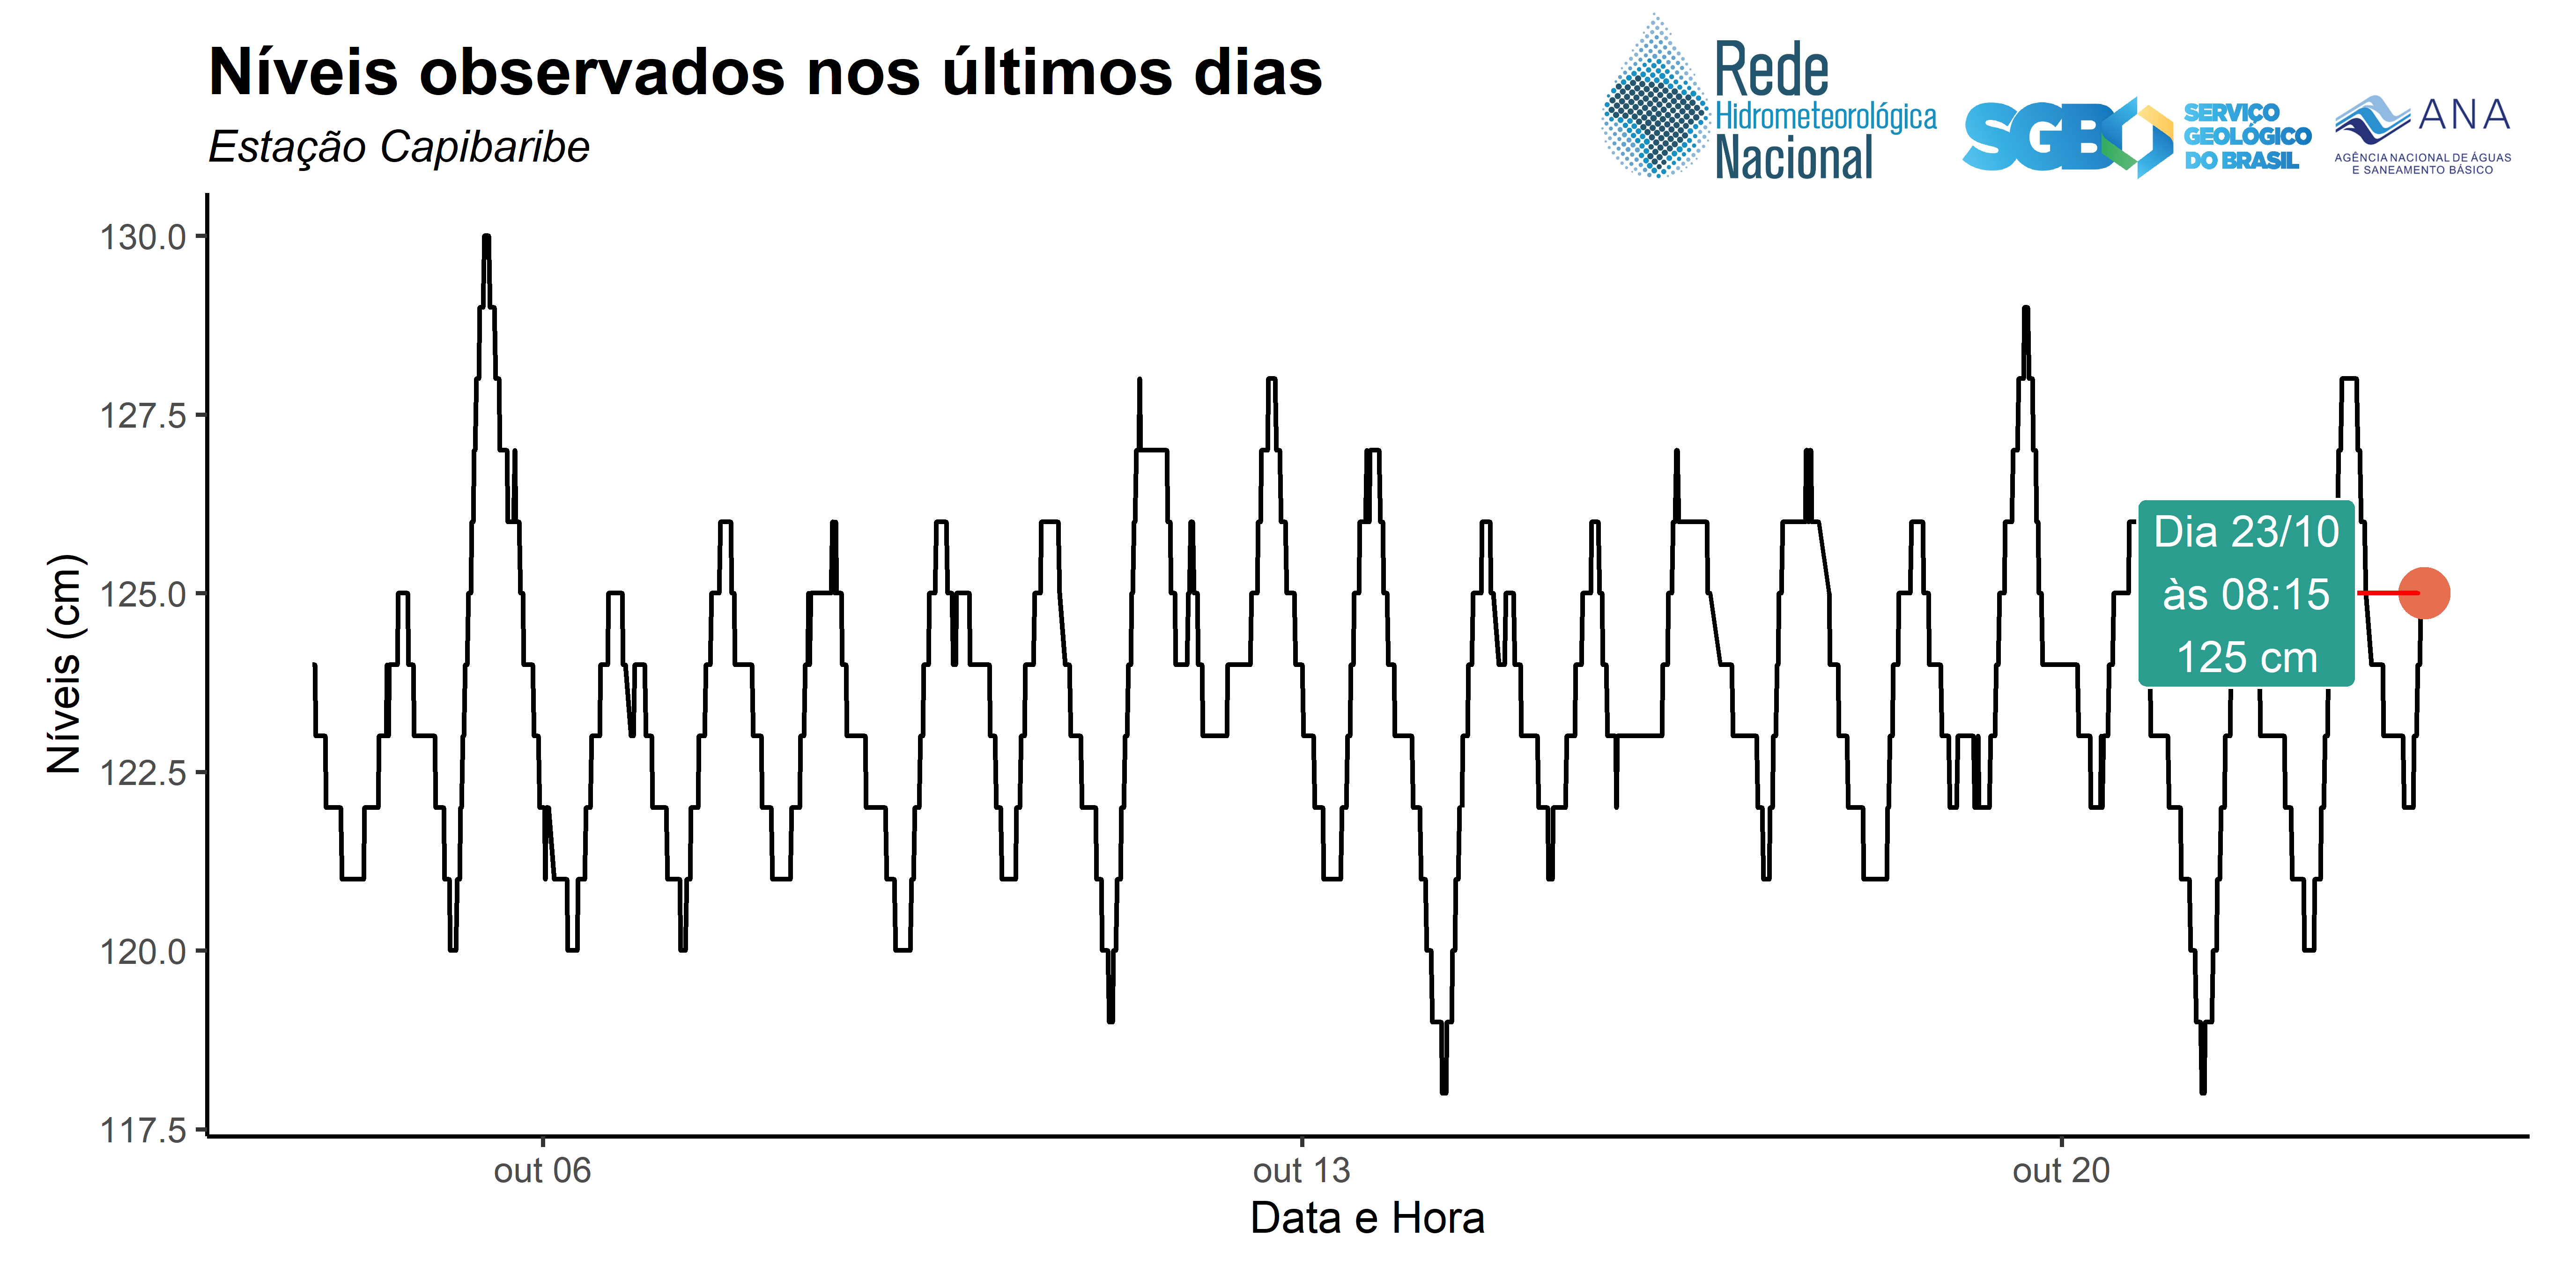 Níveis observados nos últimos dias
Estação Capibaribe
Rede
Hidrometeorológica
Nacional
SGB
SERVIÇO
GEOLÓGICO
DO BRASIL
ANA
AGÊNCIA NACIONAL DE ÁGUAS
E SANEAMENTO BÁSICO
Níveis (cm)
130.0
127.5
125.0
122.5
120.0
117.5
Dia 23/10
às 08:15
125 cm
out 06
out 13
out 20
Data e Hora